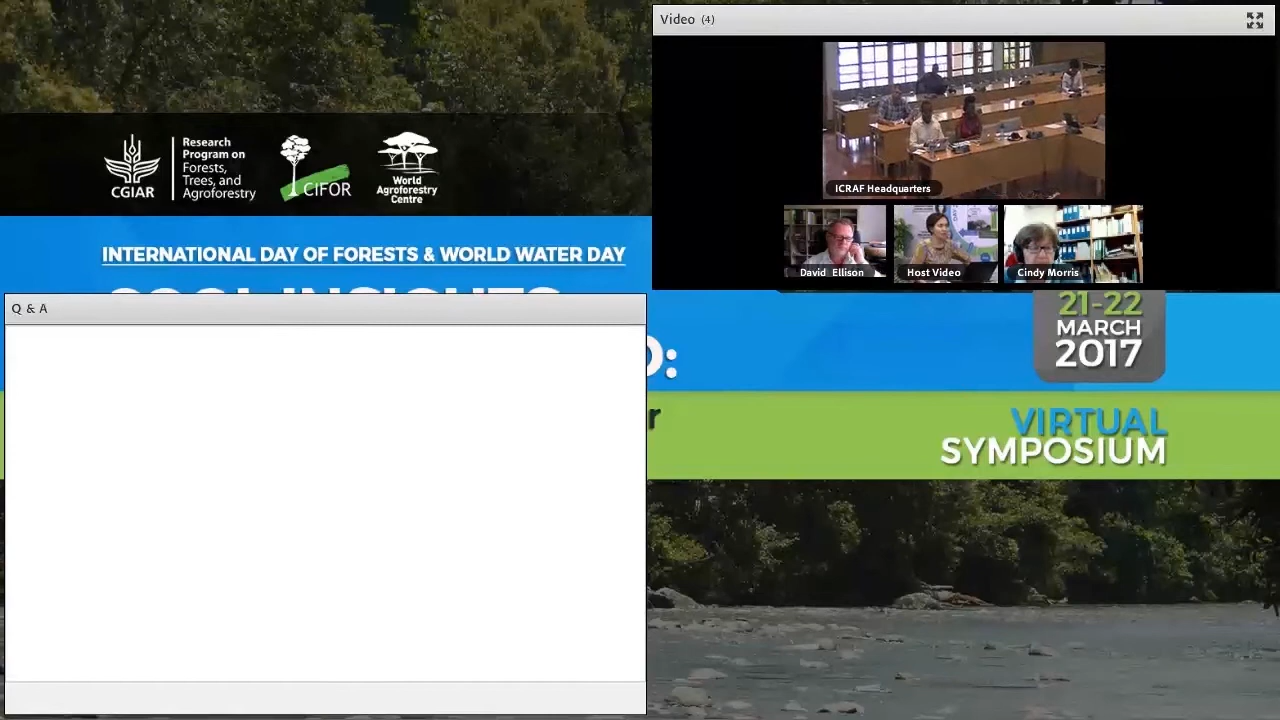 Video (4)
ICRAF Headquarters
David Ellison
Host Video
Cindy Morris
CGIAR
Research
Program on
Forests,
Trees, and
Agroforestry
CIFOR
World
Agroforestry
Centre
INTERNATIONAL DAY OF FORESTS & WORLD WATER DAY
Q & A
21-22
MARCH
2017
VIRTUAL
SYMPOSIUM